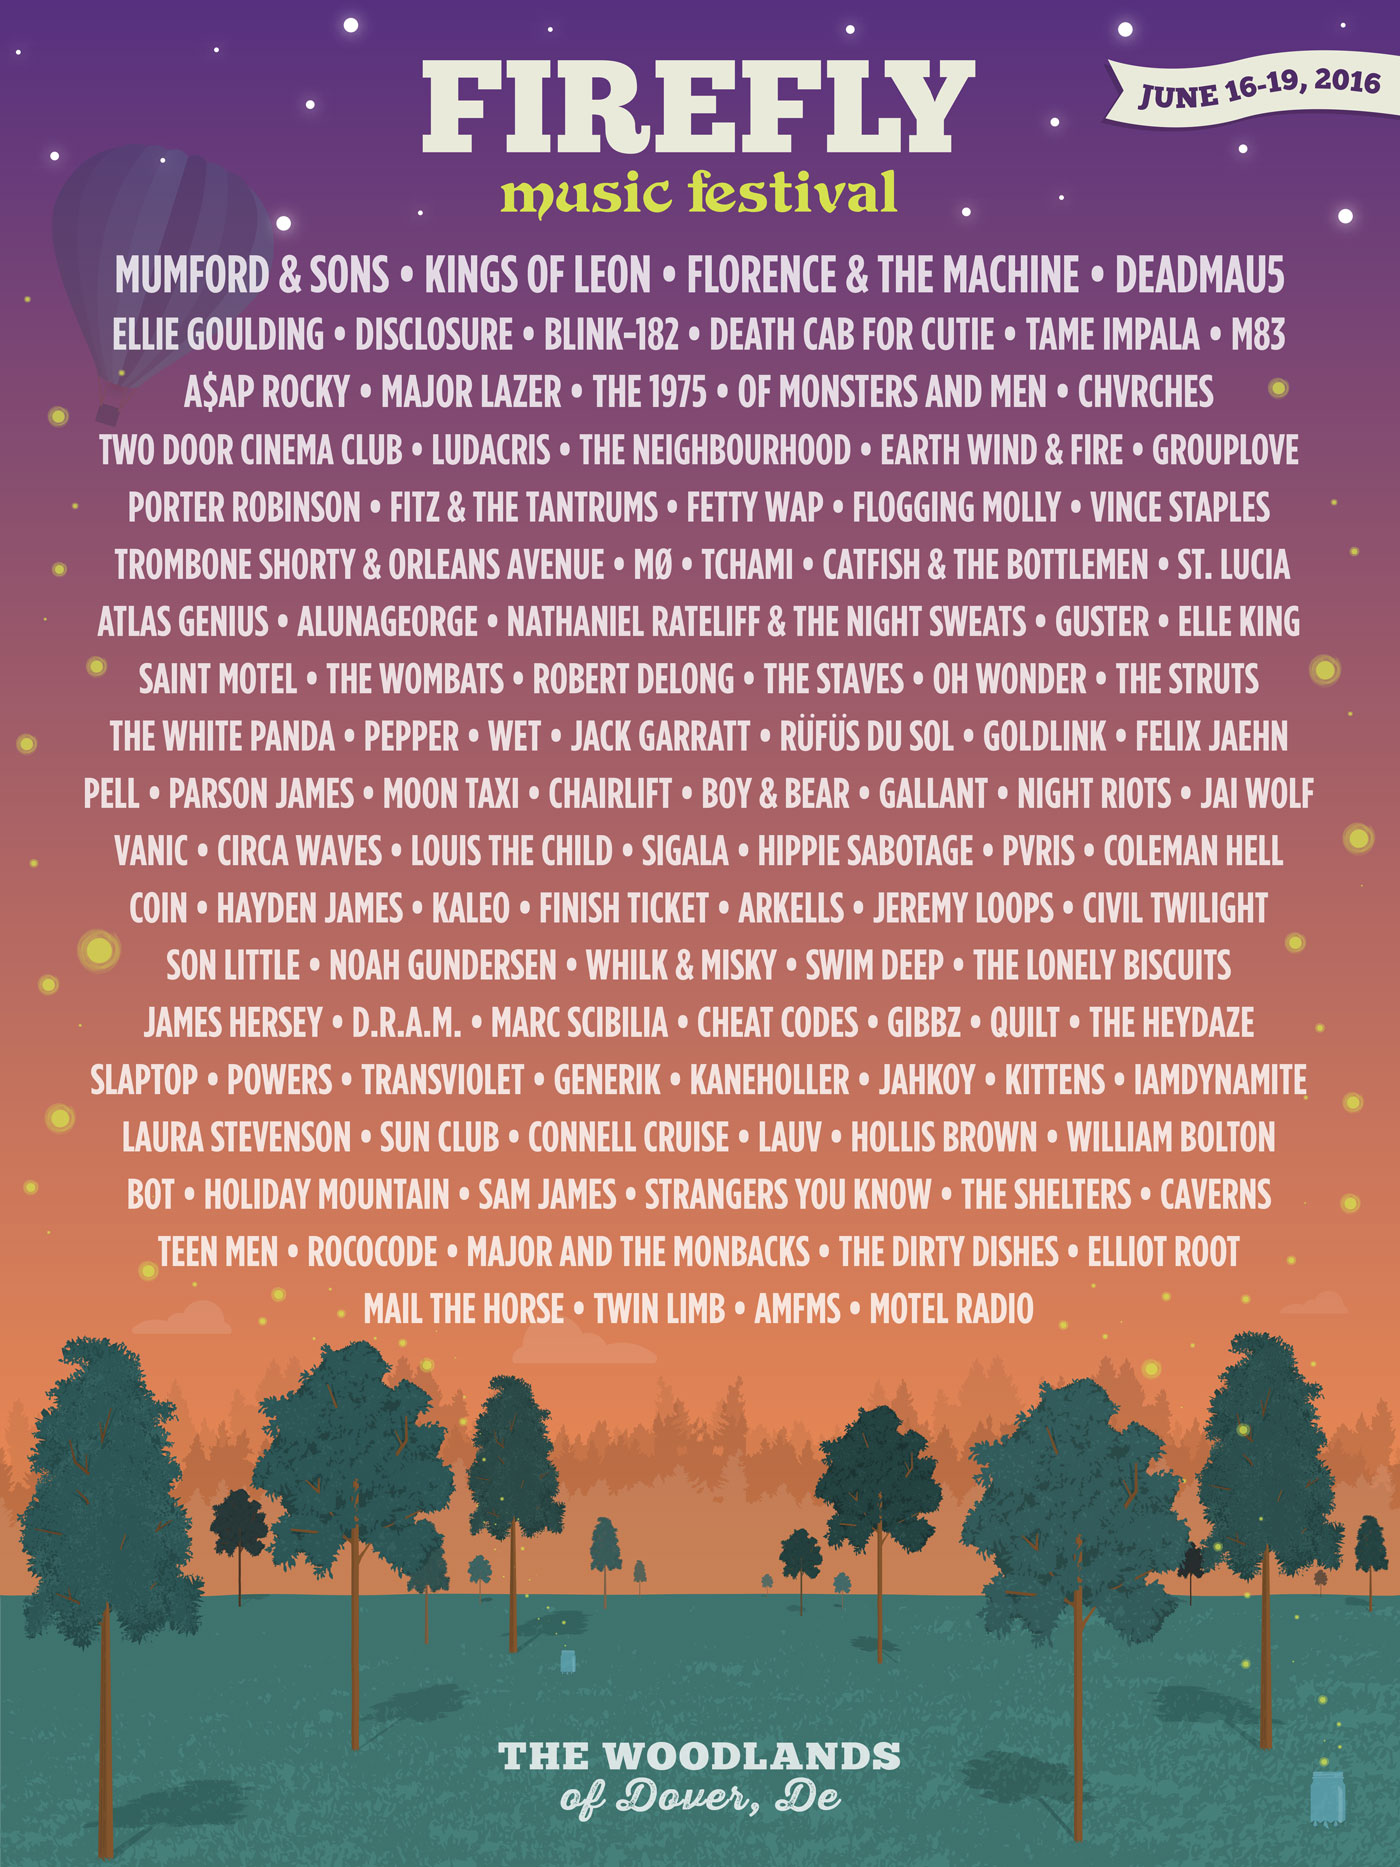 FIREFLY
JUNE 16-19, 2016
music festival
MUMFORD & SONS • KINGS OF LEON • FLORENCE & THE MACHINE • DEADMAU5
ELLIE GOULDING • DISCLOSURE • BLINK-182 • DEATH CAB FOR CUTIE • TAME IMPALA • M83
A$AP ROCKY • MAJOR LAZER • THE 1975 • OF MONSTERS AND MEN • CHVRCHES
TWO DOOR CINEMA CLUB • LUDACRIS • THE NEIGHBOURHOOD • EARTH WIND & FIRE • GROUPLOVE
PORTER ROBINSON • FITZ & THE TANTRUMS • FETTY WAP • FLOGGING MOLLY • VINCE STAPLES
TROMBONE SHORTY & ORLEANS AVENUE • MØ • TCHAMI • CATFISH & THE BOTTLEMEN • ST. LUCIA
ATLAS GENIUS • ALUNAGEORGE • NATHANIEL RATELIFF & THE NIGHT SWEATS • GUSTER • ELLE KING
SAINT MOTEL • THE WOMBATS • ROBERT DELONG • THE STAVES • OH WONDER • THE STRUTS
THE WHITE PANDA • PEPPER • WET • JACK GARRATT • RÜFÜS DU SOL • GOLDLINK • FELIX JAEHN
PELL • PARSON JAMES • MOON TAXI • CHAIRLIFT • BOY & BEAR • GALLANT • NIGHT RIOTS • JAI WOLF
VANIC • CIRCA WAVES • LOUIS THE CHILD • SIGALA • HIPPIE SABOTAGE • PVRIS • COLEMAN HELL
COIN • HAYDEN JAMES • KALEO • FINISH TICKET • ARKELLS • JEREMY LOOPS • CIVIL TWILIGHT
SON LITTLE • NOAH GUNDERSEN • WHILK & MISKY • SWIM DEEP • THE LONELY BISCUITS
JAMES HERSEY • D.R.A.M. • MARC SCIBILIA • CHEAT CODES • GIBBZ • QUILT • THE HEYDAZE
SLAPTOP • POWERS • TRANSVIOLET • GENERIK • KANEHOLLER • JAHKOY • KITTENS • IAMDYNAMITE
LAURA STEVENSON • SUN CLUB • CONNELL CRUISE • LAUV • HOLLIS BROWN • WILLIAM BOLTON
BOT • HOLIDAY MOUNTAIN • SAM JAMES • STRANGERS YOU KNOW • THE SHELTERS • CAVERNS
TEEN MEN • ROCOCODE • MAJOR AND THE MONBACKS • THE DIRTY DISHES • ELLIOT ROOT
MAIL THE HORSE • TWIN LIMB • AMFMS • MOTEL RADIO
THE WOODLANDS
of Dover, De